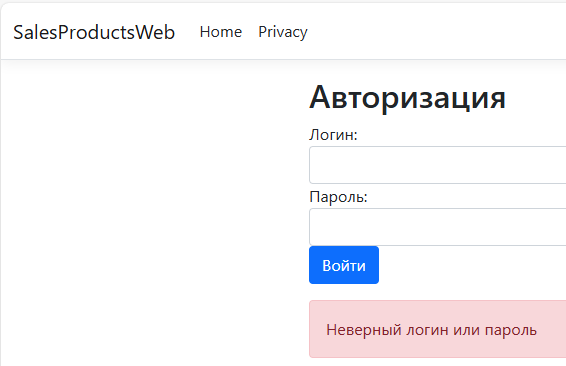 SalesProductsWeb Home Privacy
Авторизация
Логин:
Пароль:
Войти
Неверный логин или пароль